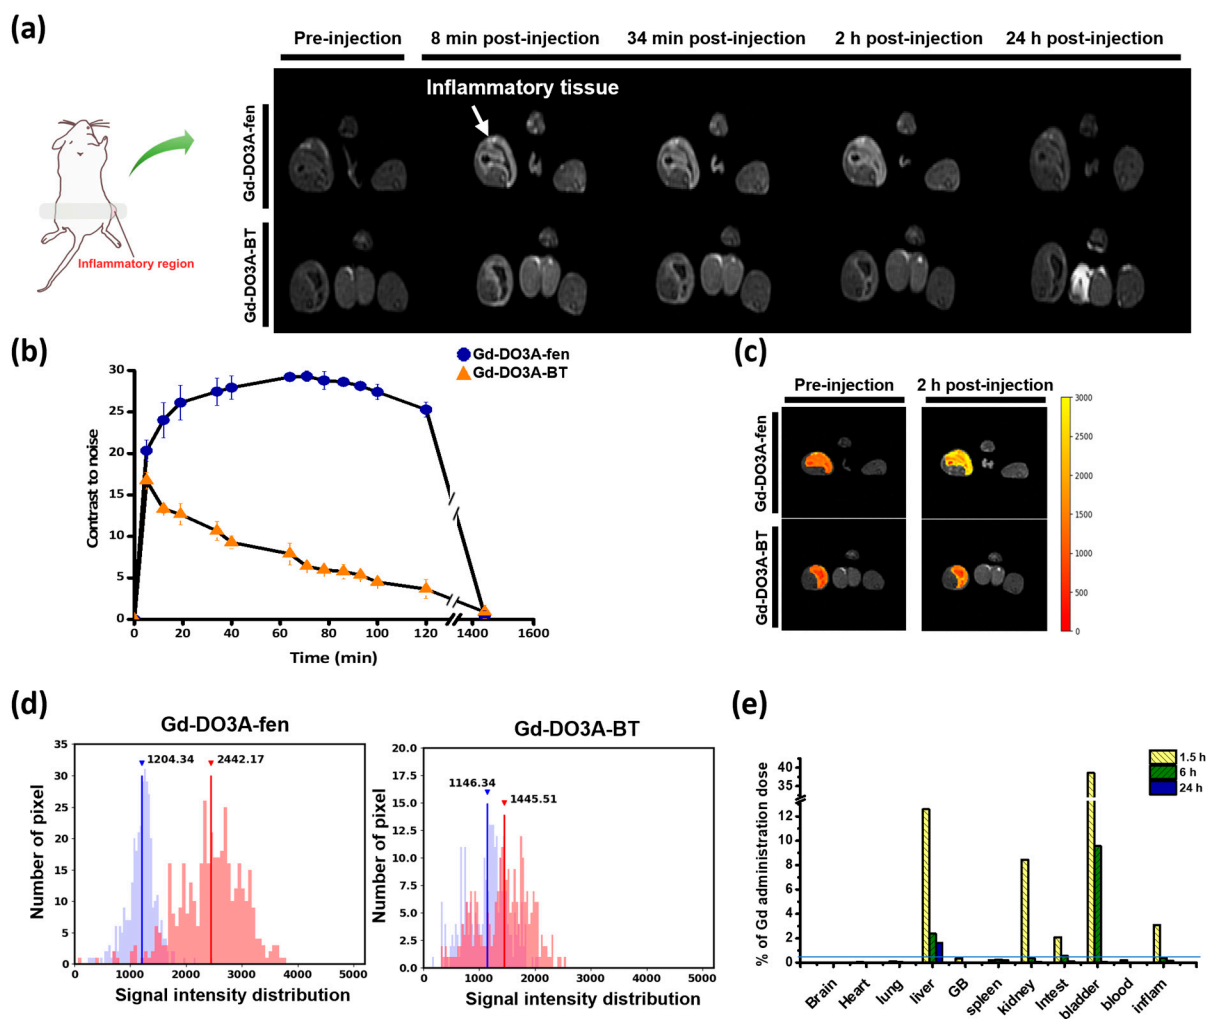 (a)
Pre-injection
8 min post-injection
34 min post-injection
2 h post-injection
24 h post-injection
Inflammatory tissue
Gd-DO3A-fen
Gd-DO3A-BT
Inflammatory region
(b)
Gd-DO3A-fen
Gd-DO3A-BT
Contrast to noise
30
25
20
15
10
5
0
0 20 40 60 80 100 120 1400 1600
Time (min)
(c)
Pre-injection
2 h post-injection
Gd-DO3A-fen
Gd-DO3A-BT
3000
2500
2000
1500
1000
500
0
(d)
Gd-DO3A-fen
Number of pixel
35
30
25
20
15
10
5
0
1204.34
2442.17
0 1000 2000 3000 4000 5000
Signal intensity distribution
Gd-DO3A-BT
Number of pixel
20.0
17.5
15.0
12.5
10.0
7.5
5.0
2.5
0.0
1146.34
1445.51
0 1000 2000 3000 4000 5000
Signal intensity distribution
(e)
1.5 h
6 h
24 h
% of Gd administration dose
40
35
12
10
8
6
4
2
0
Brain
Heart
lung
liver
GB
spleen
kidney
Intest
bladder
blood
inflam